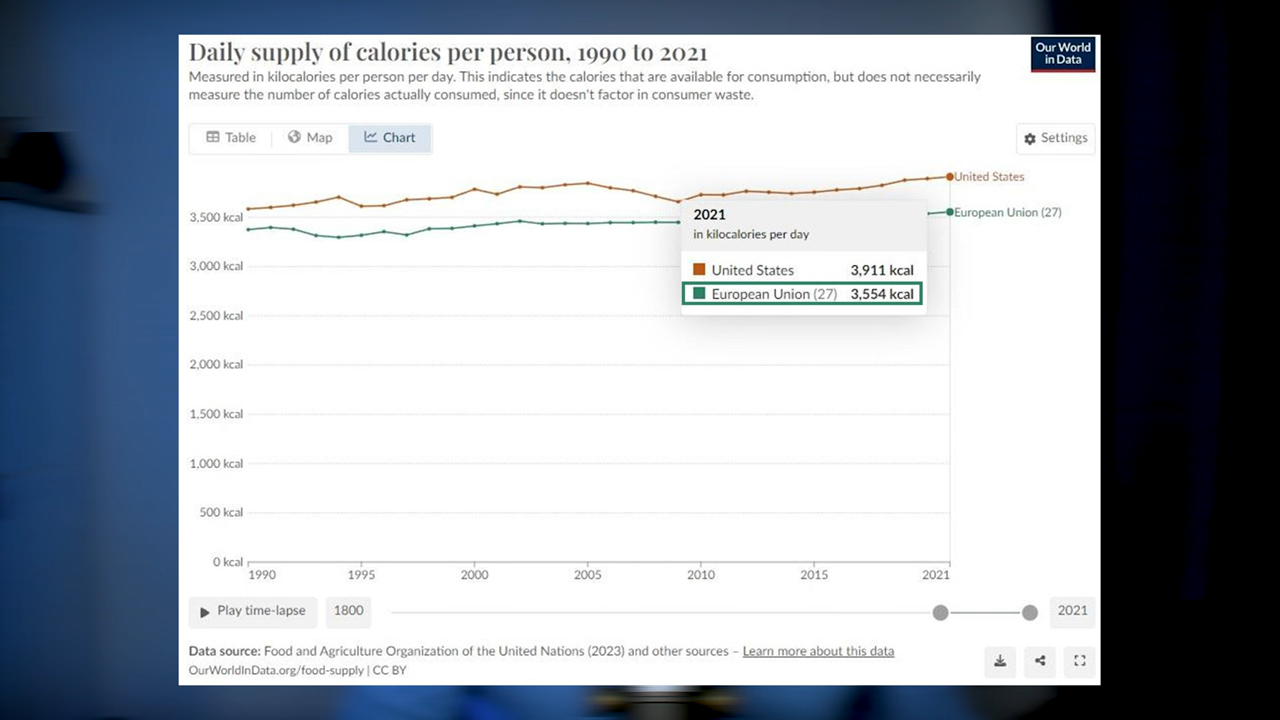 Daily supply of calories per person, 1990 to 2021
Our World
in Data
Measured in kilocalories per person per day. This indicates the calories that are available for consumption, but does not necessarily
measure the number of calories actually consumed, since it doesn't factor in consumer waste.
Table
Map
Chart
Settings
United States
3,500 kcal
European Union (27)
2021
in kilocalories per day
3,000 kcal
United States 3,911 kcal
European Union (27) 3,554 kcal
2,500 kcal
2,000 kcal
1,500 kcal
1,000 kcal
500 kcal
0 kcal
1990 1995 2000 2005 2010 2015 2021
Play time-lapse 1800 2021
Data source: Food and Agriculture Organization of the United Nations (2023) and other sources – Learn more about this data
OurWorldInData.org/food-supply | CC BY